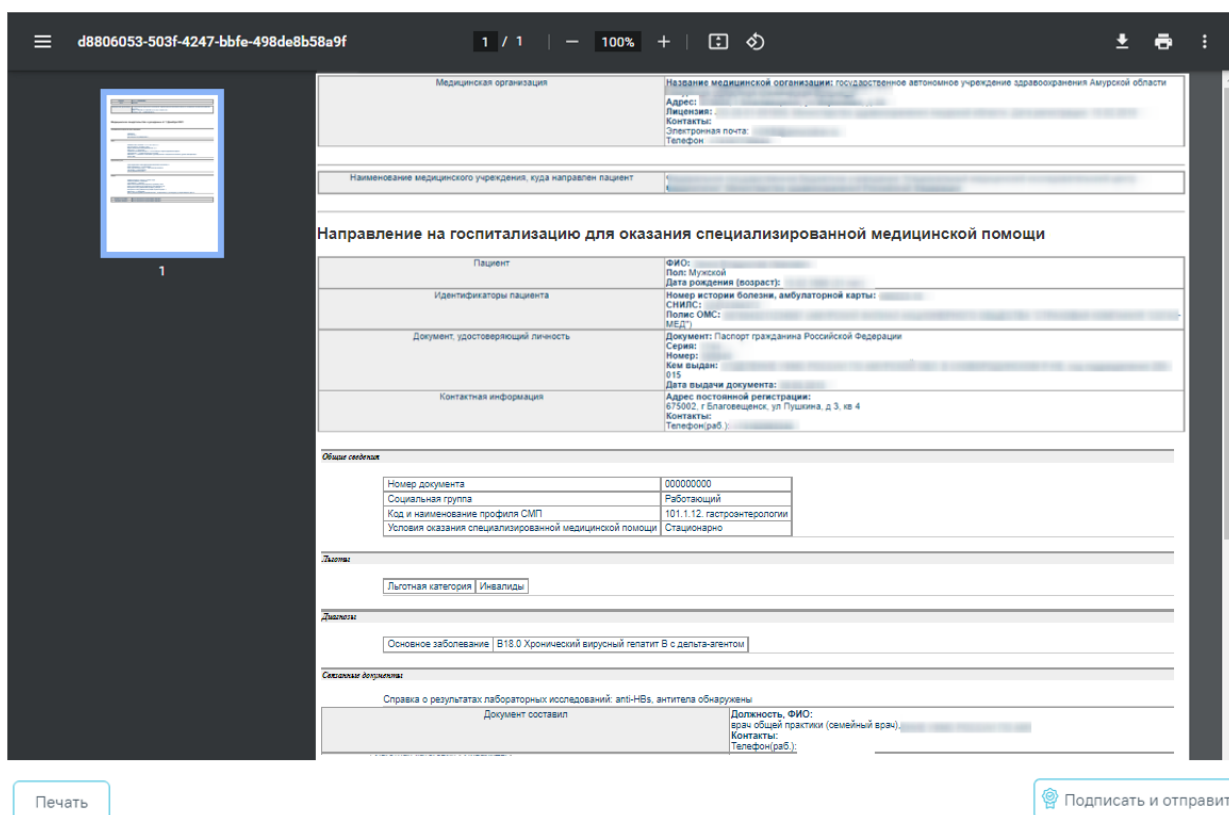 d8806053-503f-4247-bbfe-498de8b58a9f
1 / 1
100%
1
Медицинская организация
Название медицинской организации: государственное автономное учреждение здравоохранения Амурской области
Адрес:
Лицензия:
Контакты:
Электронная почта:
Телефон
Наименование медицинского учреждения, куда направлен пациент
Направление на госпитализацию для оказания специализированной медицинской помощи
Пациент
ФИО:
Пол: Мужской
Дата рождения (возраст):
Идентификаторы пациента
Номер истории болезни, амбулаторной карты:
СНИЛС:
Полис ОМС:
МЕД")
Документ, удостоверяющий личность
Документ: Паспорт гражданина Российской Федерации
Серия:
Номер:
Кем выдан:
015
Дата выдачи документа:
Контактная информация
Адрес постоянной регистрации:
675002, г Благовещенск, ул Пушкина, д 3, кв 4
Контакты:
Телефон(раб.):
Общие сведения
Номер документа 000000000
Социальная группа Работающий
Код и наименование профиля СМП 101.1.12. гастроэнтерологии
Условия оказания специализированной медицинской помощи Стационарно
Льготы
Льготная категория Инвалиды
Диагнозы
Основное заболевание B18.0 Хронический вирусный гепатит B с дельта-агентом
Связанные документы
Справка о результатах лабораторных исследований: anti-HBs, антитела обнаружены
Документ составил
Должность, ФИО:
врач общей практики (семейный врач),
Контакты:
Телефон(раб.):
Печать
Подписать и отправит